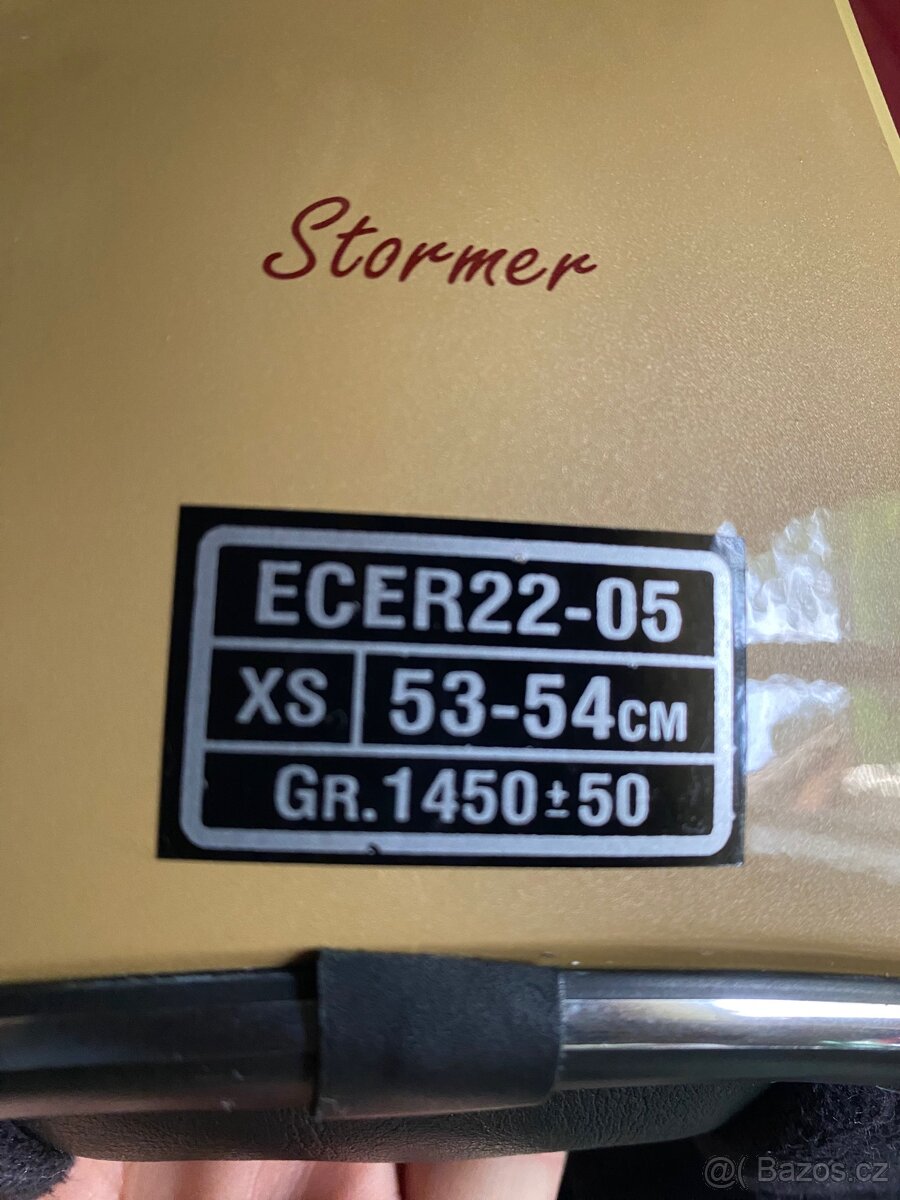 Stormer
ECER22-05
XS 53-54CM
GR.1450±50
@( Bazos.cz